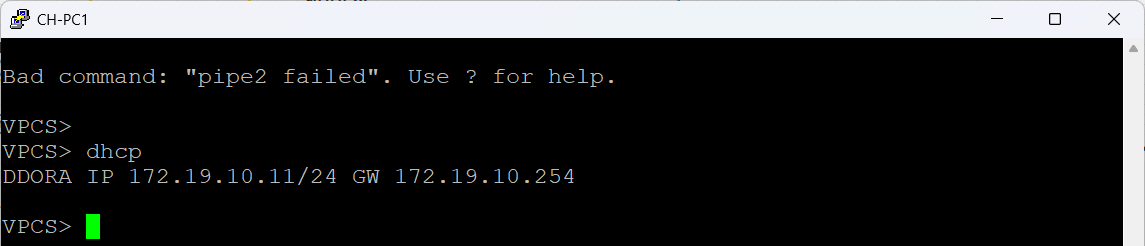 CH-PC1
Bad command: "pipe2 failed". Use ? for help.
VPCS>
VPCS> dhcp
DDORA IP 172.19.10.11/24 GW 172.19.10.254
VPCS>